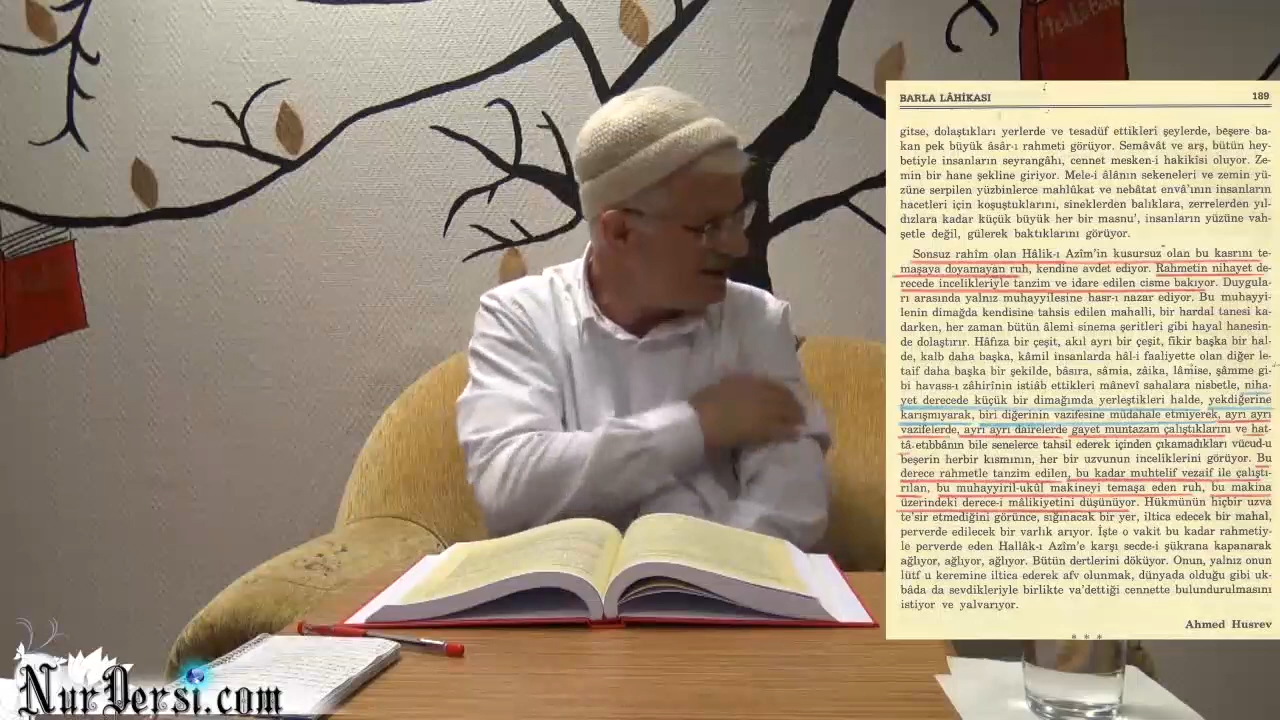 Mektubat
BARLA LÂHİKASI 189
gitse, dolaştıkları yerlerde ve tesadüf ettikleri şeylerde, beşere ba-
kan pek büyük âsâr-ı rahmeti görüyor. Semâvât ve arş, bütün hey-
betiyle insanların seyrangâhı, cennet mesken-i hakikîsi oluyor. Ze-
min bir hane şekline giriyor. Mele-i âlânın sekeneleri ve zemin yü-
züne serpilen yüzbinlerce mahlûkat ve nebâtat envâ'ının insanların
hacetleri için koşuştuklarını, sineklerden balıklara, zerrelerden yıl-
dızlara kadar küçük büyük her bir masnu', insanların yüzüne vah-
şetle değil, gülerek baktıklarını görüyor.
Sonsuz rahîm olan Hâlik-ı Azîm'in kusursuz olan bu kasrını te-
maşaya doyamayan ruh, kendine avdet ediyor. Rahmetin nihayet de-
recede incelikleriyle tanzim ve idare edilen cisme bakıyor. Duygula-
rı arasında yalnız muhayyilesine hasr-ı nazar ediyor. Bu muhayyi-
lenin dimağda kendisine tahsis edilen mahalli, bir hardal tanesi ka-
darken, her zaman bütün âlemi sinema şeritleri gibi hayal hanesin-
de dolaştırır. Hâfıza bir çeşit, akıl ayrı bir çeşit, fikir başka bir hal-
de, kalb daha başka, kâmil insanlarda hâl-i faaliyette olan diğer le-
taif daha başka bir şekilde, bâsıra, sâmia, zâika, lâmise, şâmme gi-
bi havass-ı zâhirînin istiâb ettikleri mânevî sahalara nisbetle, niha-
yet derecede küçük bir dimağımda yerleştikleri halde, yekdiğerine
karışmıyarak, biri diğerinin vazifesine müdahale etmiyerek, ayrı ayrı
vazifelerde, ayrı ayrı dairelerde gayet muntazam çalıştıklarını ve hat-
tâ etıbbânın bile senelerce tahsil ederek içinden çıkamadıkları vücud-u
beşerin herbir kısmının, her bir uzvunun inceliklerini görüyor. Bu
derece rahmetle tanzim edilen, bu kadar muhtelif vezaif ile çalıştı-
rılan, bu muhayyiril-ukûl makineyi temaşa eden ruh, bu makina
üzerindeki derece-i mâlikiyetini düşünüyor. Hükmünün hiçbir uzva
te'sir etmediğini görünce, sığınacak bir yer, iltica edecek bir mahal,
perverde edilecek bir varlık arıyor. İşte o vakit bu kadar rahmetiy-
le perverde eden Hallâk-ı Azîm'e karşı secde-i şükrana kapanarak
ağlıyor, ağlıyor, ağlıyor. Bütün dertlerini döküyor. Onun, yalnız onun
lütf u keremine iltica ederek afv olunmak, dünyada olduğu gibi uk-
bâda da sevdikleriyle birlikte va'dettiği cennette bulundurulmasını
istiyor ve yalvarıyor.
Ahmed Husrev
* * *
NurDersi.com